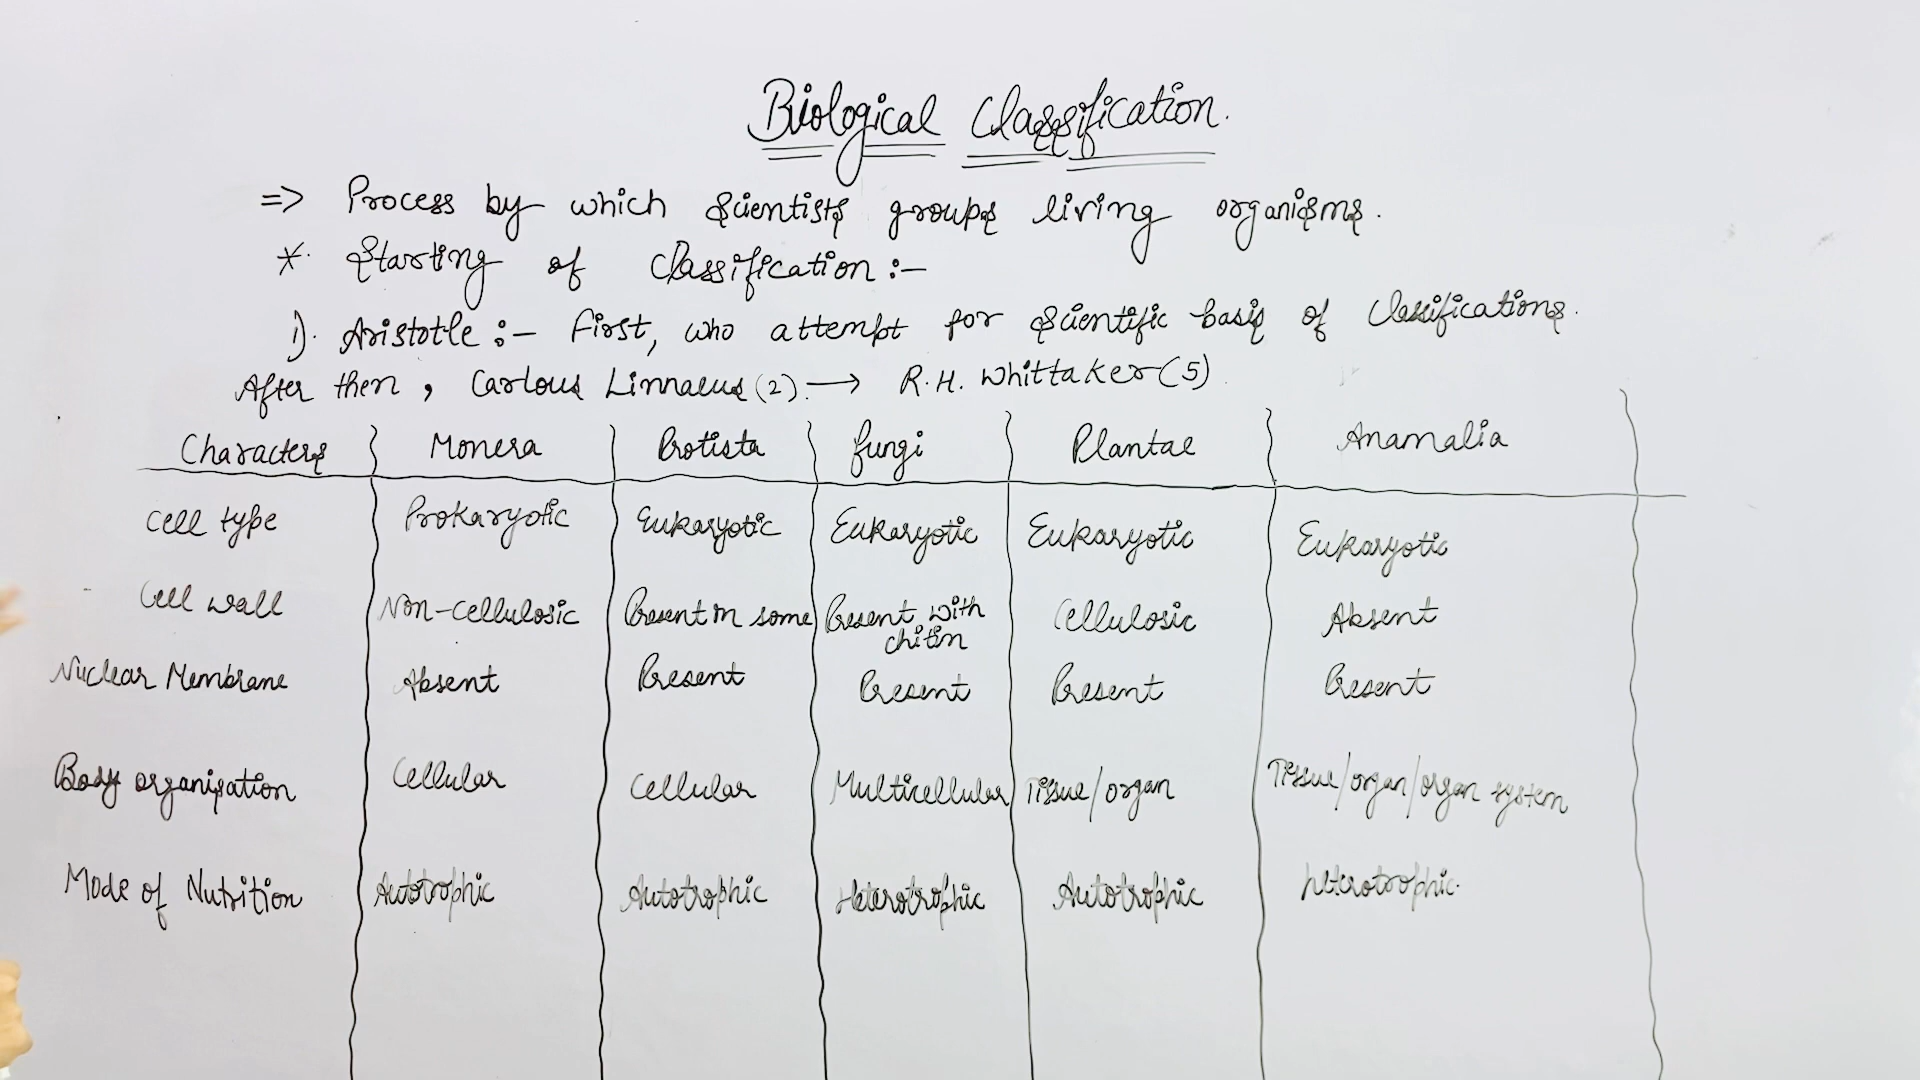 Biological Classification.
=> Process by which scientists groups living organisms.
* Starting of Classification :-
1). Aristotle :- First, who attempt for scientific basis of Classifications.
After then, Carlous Linnaeus (2). → R.H. Whittaker (5)
Characters Monera Protista fungi Plantae Anamalia
Cell type Prokaryotic Eukaryotic Eukaryotic Eukaryotic Eukaryotic
Cell wall Non-Cellulosic Present in some Present with chitin Cellulosic Absent
Nuclear Membrane Absent Present Present Present Present
Body organisation Cellular Cellular Multicellular Tissue/organ Tissue/organ/organ system
Mode of Nutrition Autotrophic Autotrophic Heterotrophic Autotrophic heterotrophic.